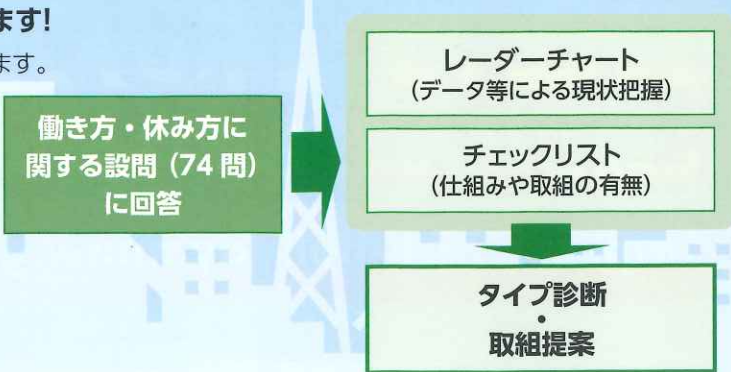 ます!
ます。
働き方・休み方に
関する設問（74 問）
に回答
レーダーチャート
(データ等による現状把握)
チェックリスト
(仕組みや取組の有無)
タイプ診断
・
取組提案